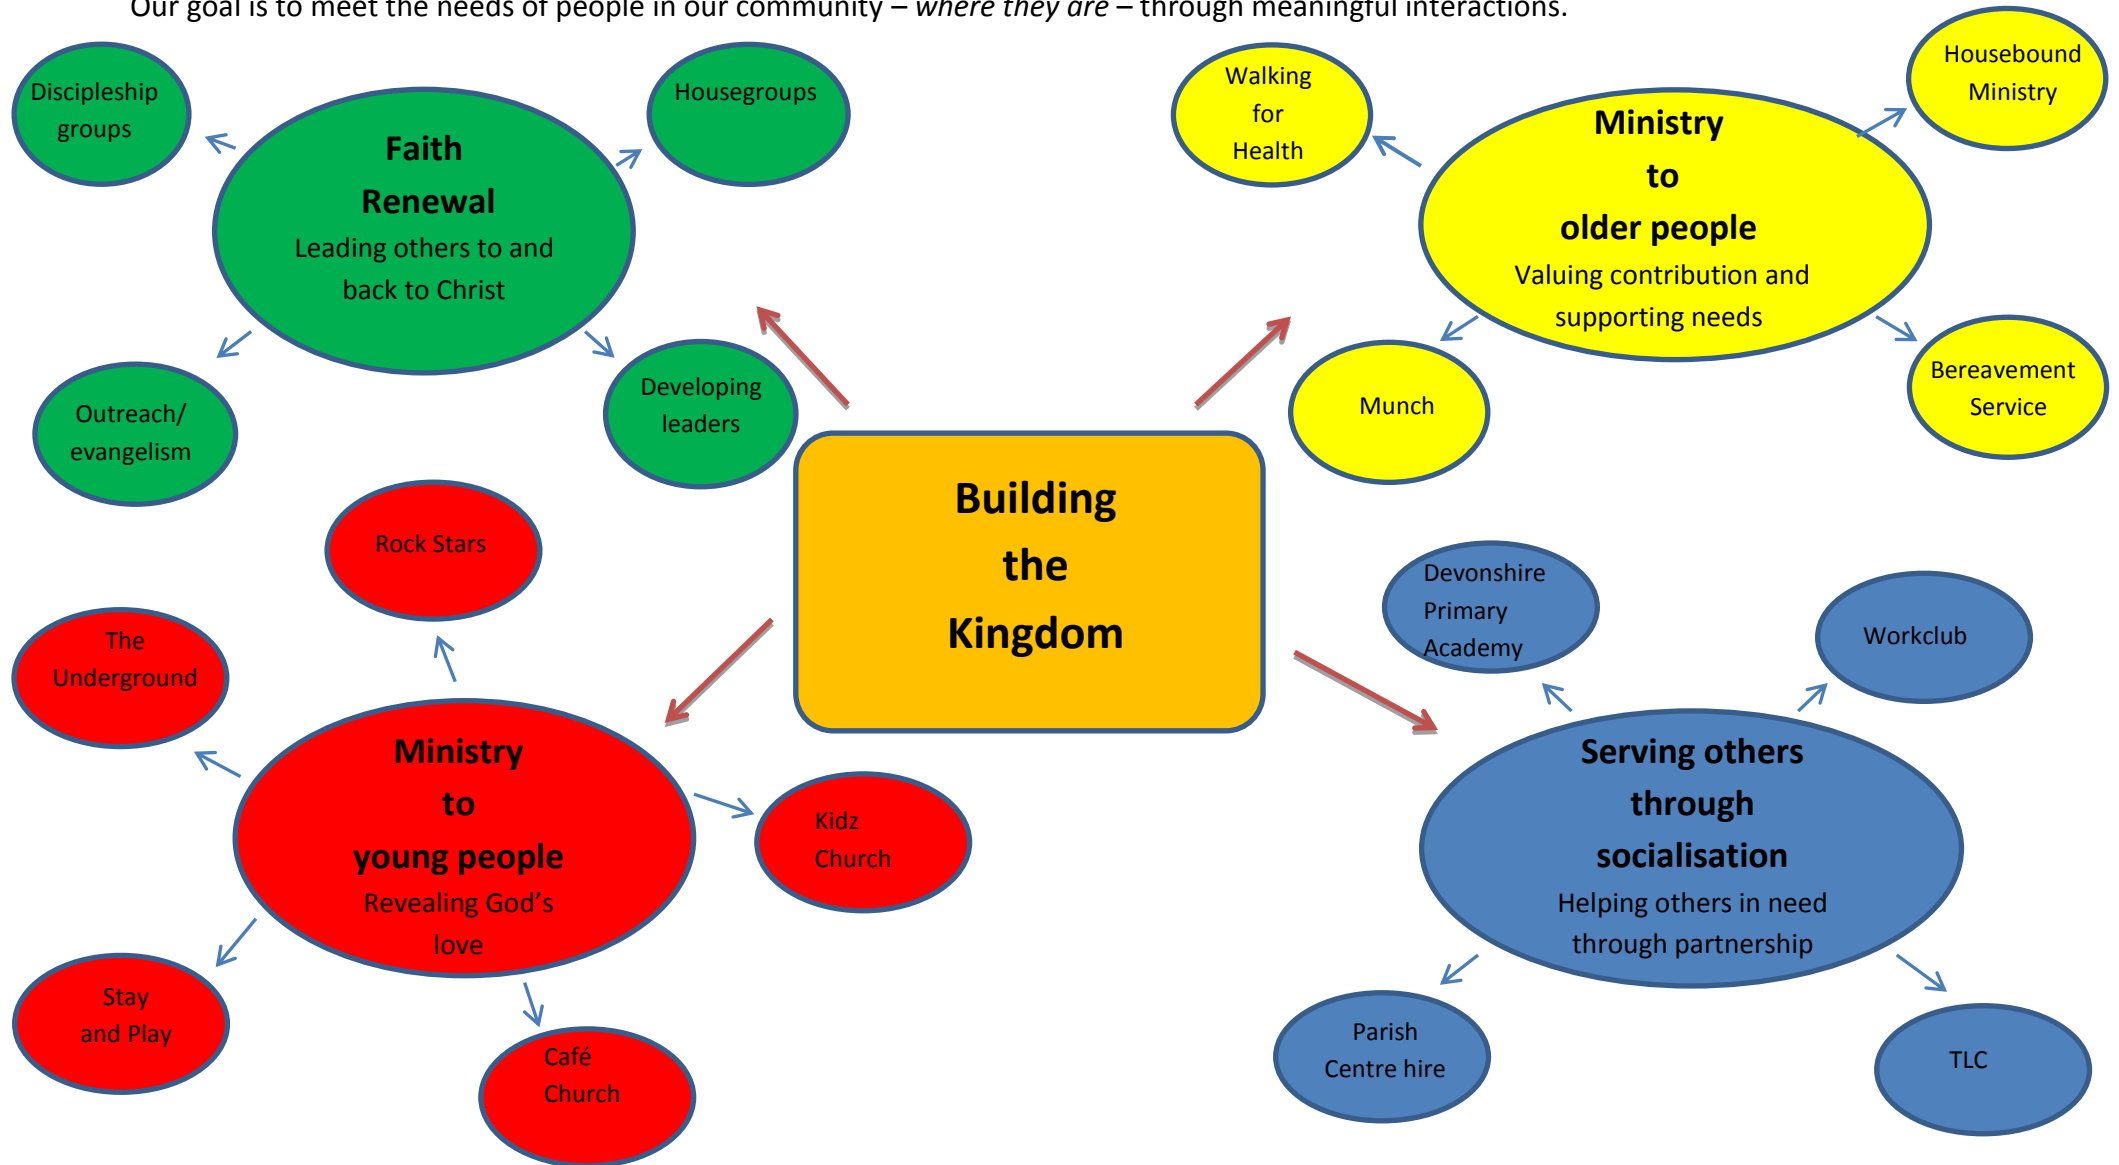 Our goal is to meet the needs of people in our community – where they are – through meaningful interactions.
Discipleship
groups
Housegroups
Faith
Renewal
Leading others to and
back to Christ
Outreach/
evangelism
Developing
leaders
Walking
for
Health
Housebound
Ministry
Ministry
to
older people
Valuing contribution and
supporting needs
Munch
Bereavement
Service
Building
the
Kingdom
Rock Stars
The
Underground
Ministry
to
young people
Revealing God's
love
Kidz
Church
Stay
and Play
Café
Church
Devonshire
Primary
Academy
Workclub
Serving others
through
socialisation
Helping others in need
through partnership
Parish
Centre hire
TLC